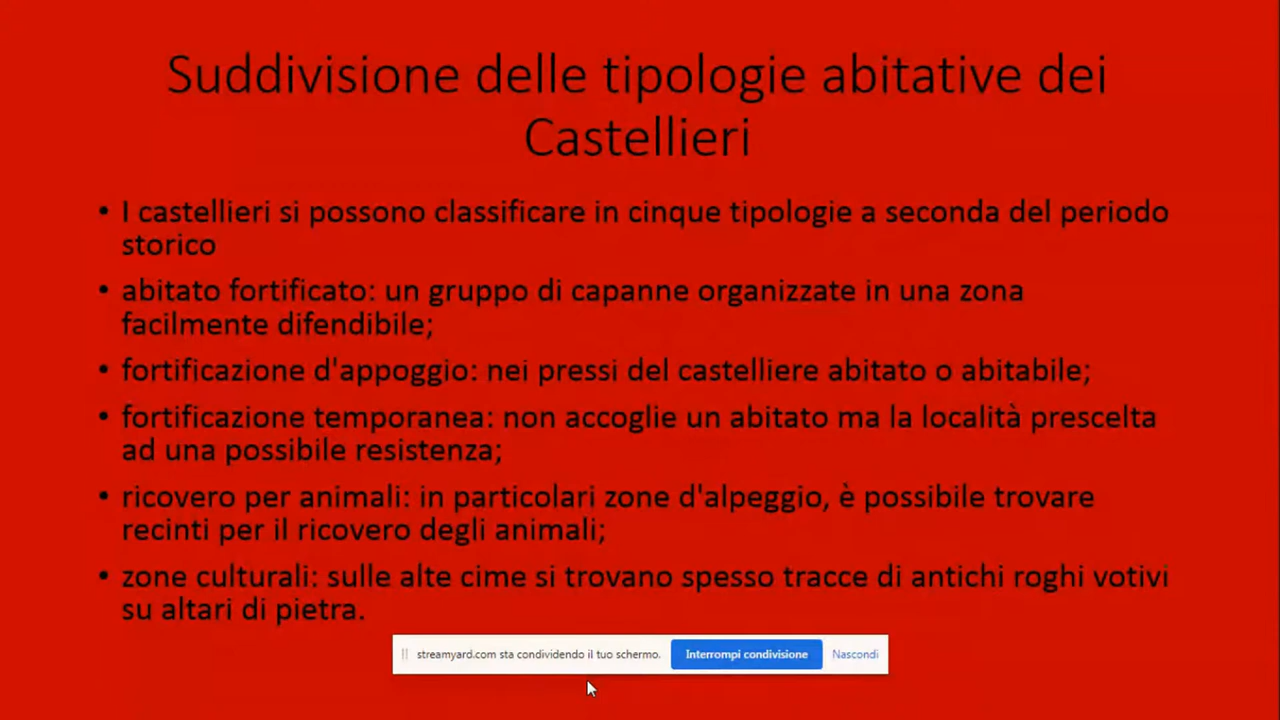 Suddivisione delle tipologie abitative dei
Castellieri
• I castellieri si possono classificare in cinque tipologie a seconda del periodo
storico
• abitato fortificato: un gruppo di capanne organizzate in una zona
facilmente difendibile;
• fortificazione d'appoggio: nei pressi del castelliere abitato o abitabile;
• fortificazione temporanea: non accoglie un abitato ma la località prescelta
ad una possibile resistenza;
• ricovero per animali: in particolari zone d'alpeggio, è possibile trovare
recinti per il ricovero degli animali;
• zone culturali: sulle alte cime si trovano spesso tracce di antichi roghi votivi
su altari di pietra.
streamyard.com sta condividendo il tuo schermo. Interrompi condivisione Nascondi